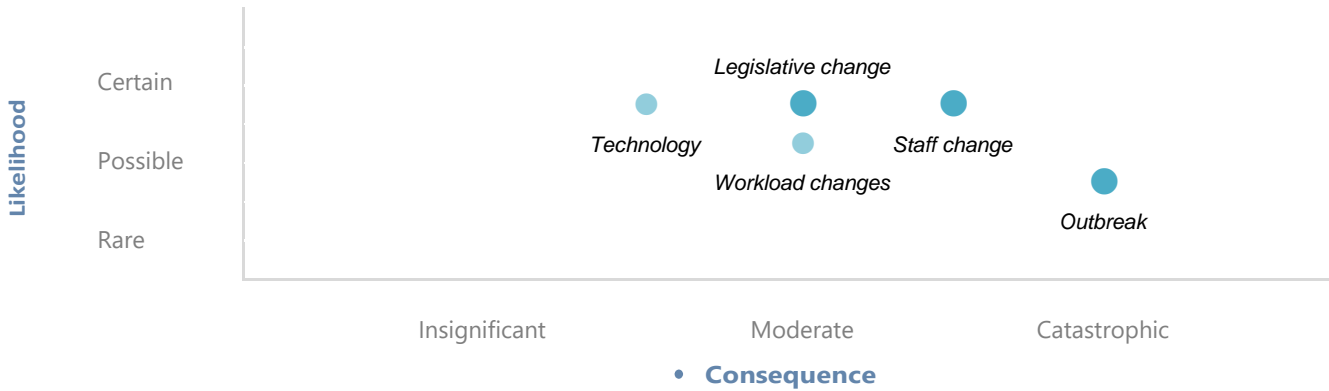 Likelihood
Certain
Possible
Rare
Legislative change
Technology
Staff change
Workload changes
Outbreak
Insignificant
Moderate
Catastrophic
• Consequence